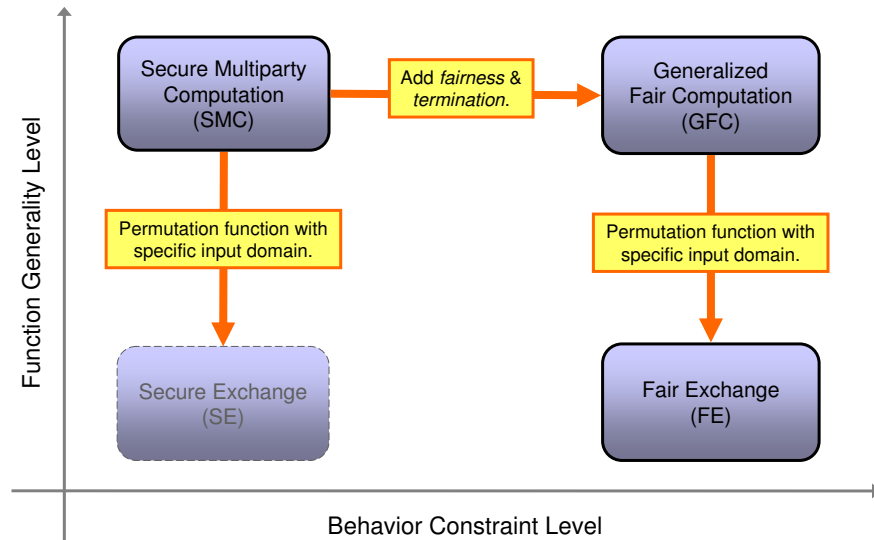 Function Generality Level
Secure Multiparty
Computation
(SMC)
Add fairness &
termination.
Generalized
Fair Computation
(GFC)
Permutation function with
specific input domain.
Permutation function with
specific input domain.
Secure Exchange
(SE)
Fair Exchange
(FE)
Behavior Constraint Level